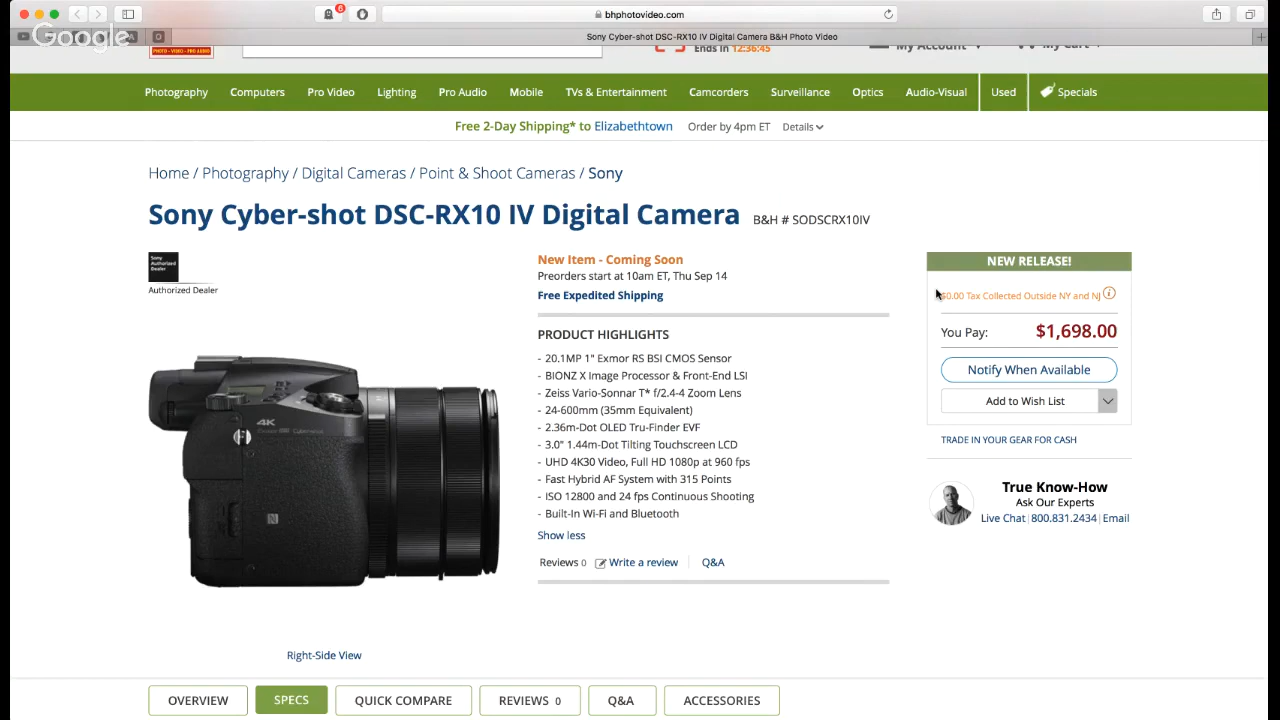 6
bhphotovideo.com
Google
Sony Cyber-shot DSC-RX10 IV Digital Camera B&H Photo Video
PHOTO - VIDEO - PRO AUDIO
Ends in 12:36:45
My Account
My Cart
Photography Computers Pro Video Lighting Pro Audio Mobile TVs & Entertainment Camcorders Surveillance Optics Audio-Visual Used Specials
Free 2-Day Shipping* to Elizabethtown Order by 4pm ET Details
Home / Photography / Digital Cameras / Point & Shoot Cameras / Sony
Sony Cyber-shot DSC-RX10 IV Digital Camera B&H # SODSCRX10IV
Sony
Authorized
Dealer
Authorized Dealer
4K
New Item - Coming Soon
Preorders start at 10am ET, Thu Sep 14
Free Expedited Shipping
PRODUCT HIGHLIGHTS
- 20.1MP 1" Exmor RS BSI CMOS Sensor
- BIONZ X Image Processor & Front-End LSI
- Zeiss Vario-Sonnar T* f/2.4-4 Zoom Lens
- 24-600mm (35mm Equivalent)
- 2.36m-Dot OLED Tru-Finder EVF
- 3.0" 1.44m-Dot Tilting Touchscreen LCD
- UHD 4K30 Video, Full HD 1080p at 960 fps
- Fast Hybrid AF System with 315 Points
- ISO 12800 and 24 fps Continuous Shooting
- Built-In Wi-Fi and Bluetooth
Show less
Reviews 0 Write a review Q&A
NEW RELEASE!
$0.00 Tax Collected Outside NY and NJ
You Pay: $1,698.00
Notify When Available
Add to Wish List
TRADE IN YOUR GEAR FOR CASH
True Know-How
Ask Our Experts
Live Chat | 800.831.2434 | Email
Right-Side View
OVERVIEW SPECS QUICK COMPARE REVIEWS 0 Q&A ACCESSORIES